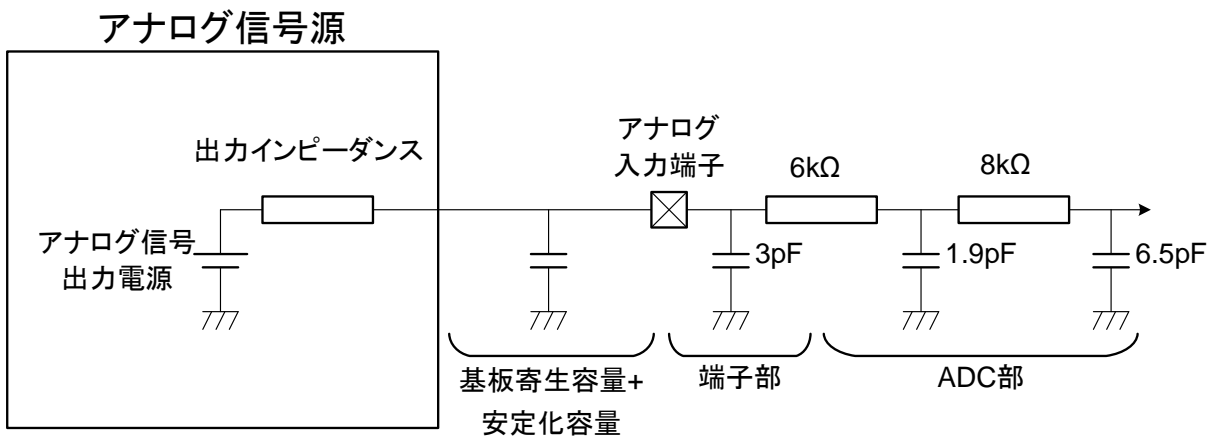 アナログ信号源
出力インピーダンス
アナログ信号
出力電源
アナログ
入力端子
6kΩ
8kΩ
3pF
1.9pF
6.5pF
基板寄生容量+
安定化容量
端子部
ADC部